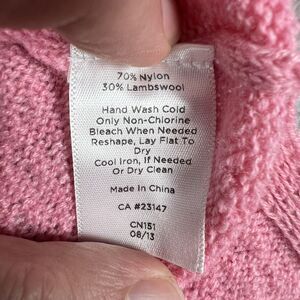 70% Nylon
30% Lambswool
Hand Wash Cold
Only Non-Chlorine
Bleach When Needed
Reshape, Lay Flat To
Dry
Cool Iron, If Needed
Or Dry Clean
Made In China
CA #23147
CN151
08/13